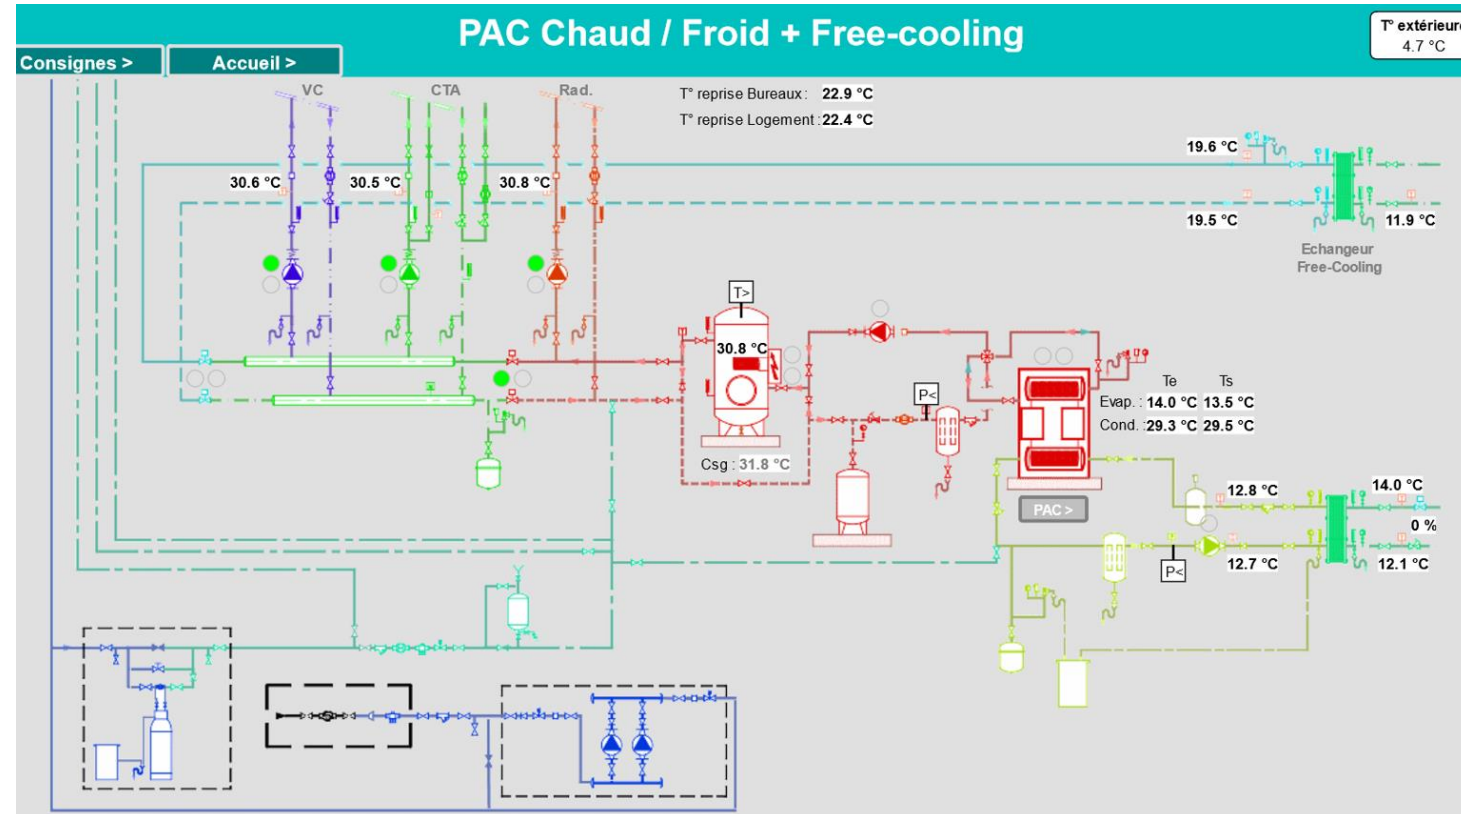 PAC Chaud / Froid + Free-cooling
T° extérieure
4.7 °C
Consignes >
Accueil >
VC
CTA
Rad.
T° reprise Bureaux : 22.9 °C
T° reprise Logement : 22.4 °C
19.6 °C
30.6 °C
30.5 °C
30.8 °C
19.5 °C
11.9 °C
Echangeur
Free-Cooling
T>
30.8 °C
P<
Te Ts
Evap. : 14.0 °C 13.5 °C
Cond. : 29.3 °C 29.5 °C
Csg : 31.8 °C
PAC >
12.8 °C
14.0 °C
0 %
P<
12.7 °C
12.1 °C